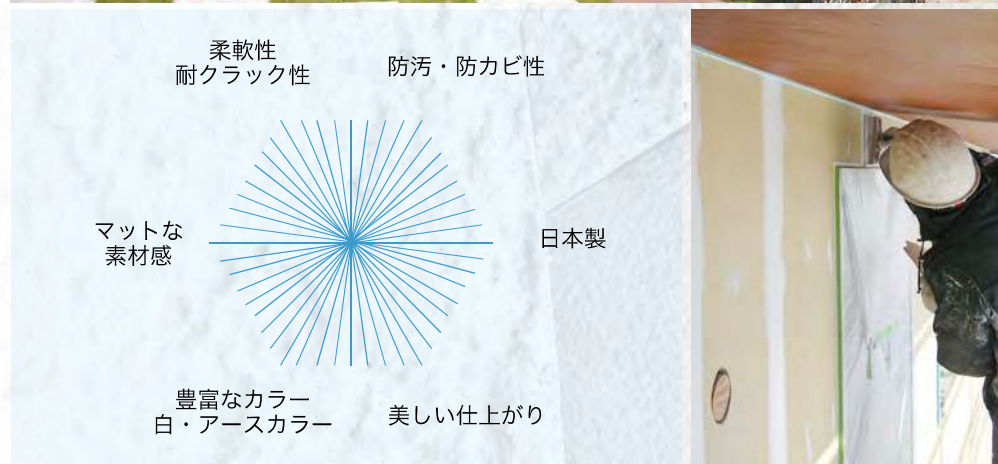 柔軟性
耐クラック性
防汚・防カビ性
マットな
素材感
日本製
豊富なカラー
白・アースカラー
美しい仕上がり